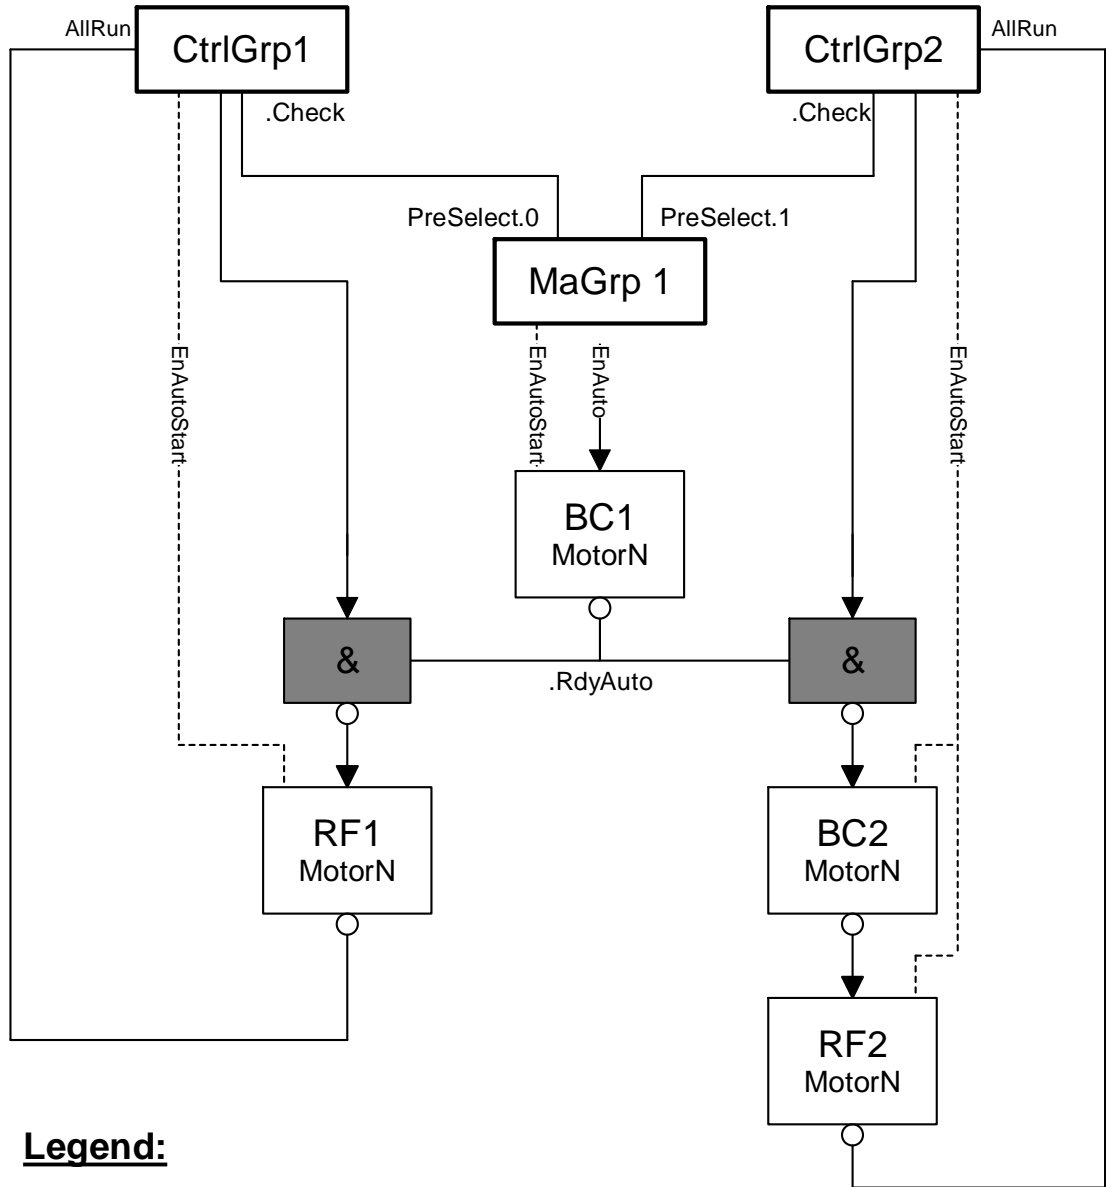 AllRun
CtrlGrp1
CtrlGrp2
AllRun
.Check
.Check
PreSelect.0
PreSelect.1
MaGrp 1
EnAutoStart
EnAutoStart
EnAuto
EnAutoStart
BC1
MotorN
&
&
.RdyAuto
RF1
MotorN
BC2
MotorN
RF2
MotorN
Legend: